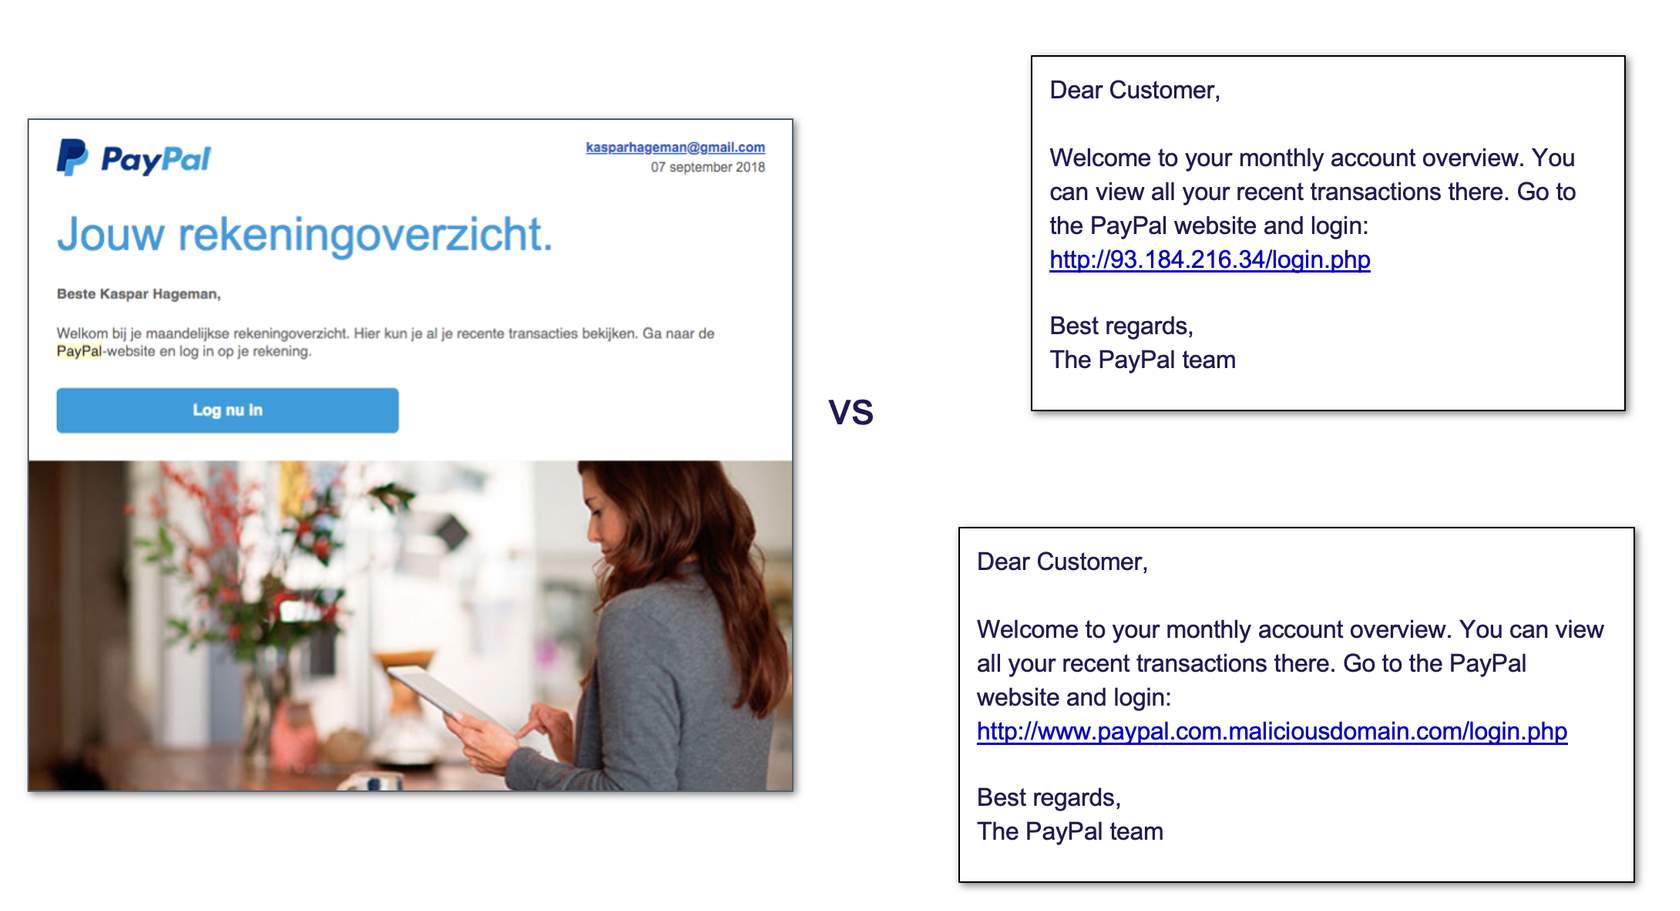 PayPal
kasparhageman@gmail.com
07 september 2018
Jouw rekeningoverzicht.
Beste Kaspar Hageman,
Welkom bij je maandelijkse rekeningoverzicht. Hier kun je al je recente transacties bekijken. Ga naar de
PayPal-website en log in op je rekening.
Log nu in
vs
Dear Customer,
Welcome to your monthly account overview. You
can view all your recent transactions there. Go to
the PayPal website and login:
http://93.184.216.34/login.php
Best regards,
The PayPal team
Dear Customer,
Welcome to your monthly account overview. You can view
all your recent transactions there. Go to the PayPal
website and login:
http://www.paypal.com.maliciousdomain.com/login.php
Best regards,
The PayPal team